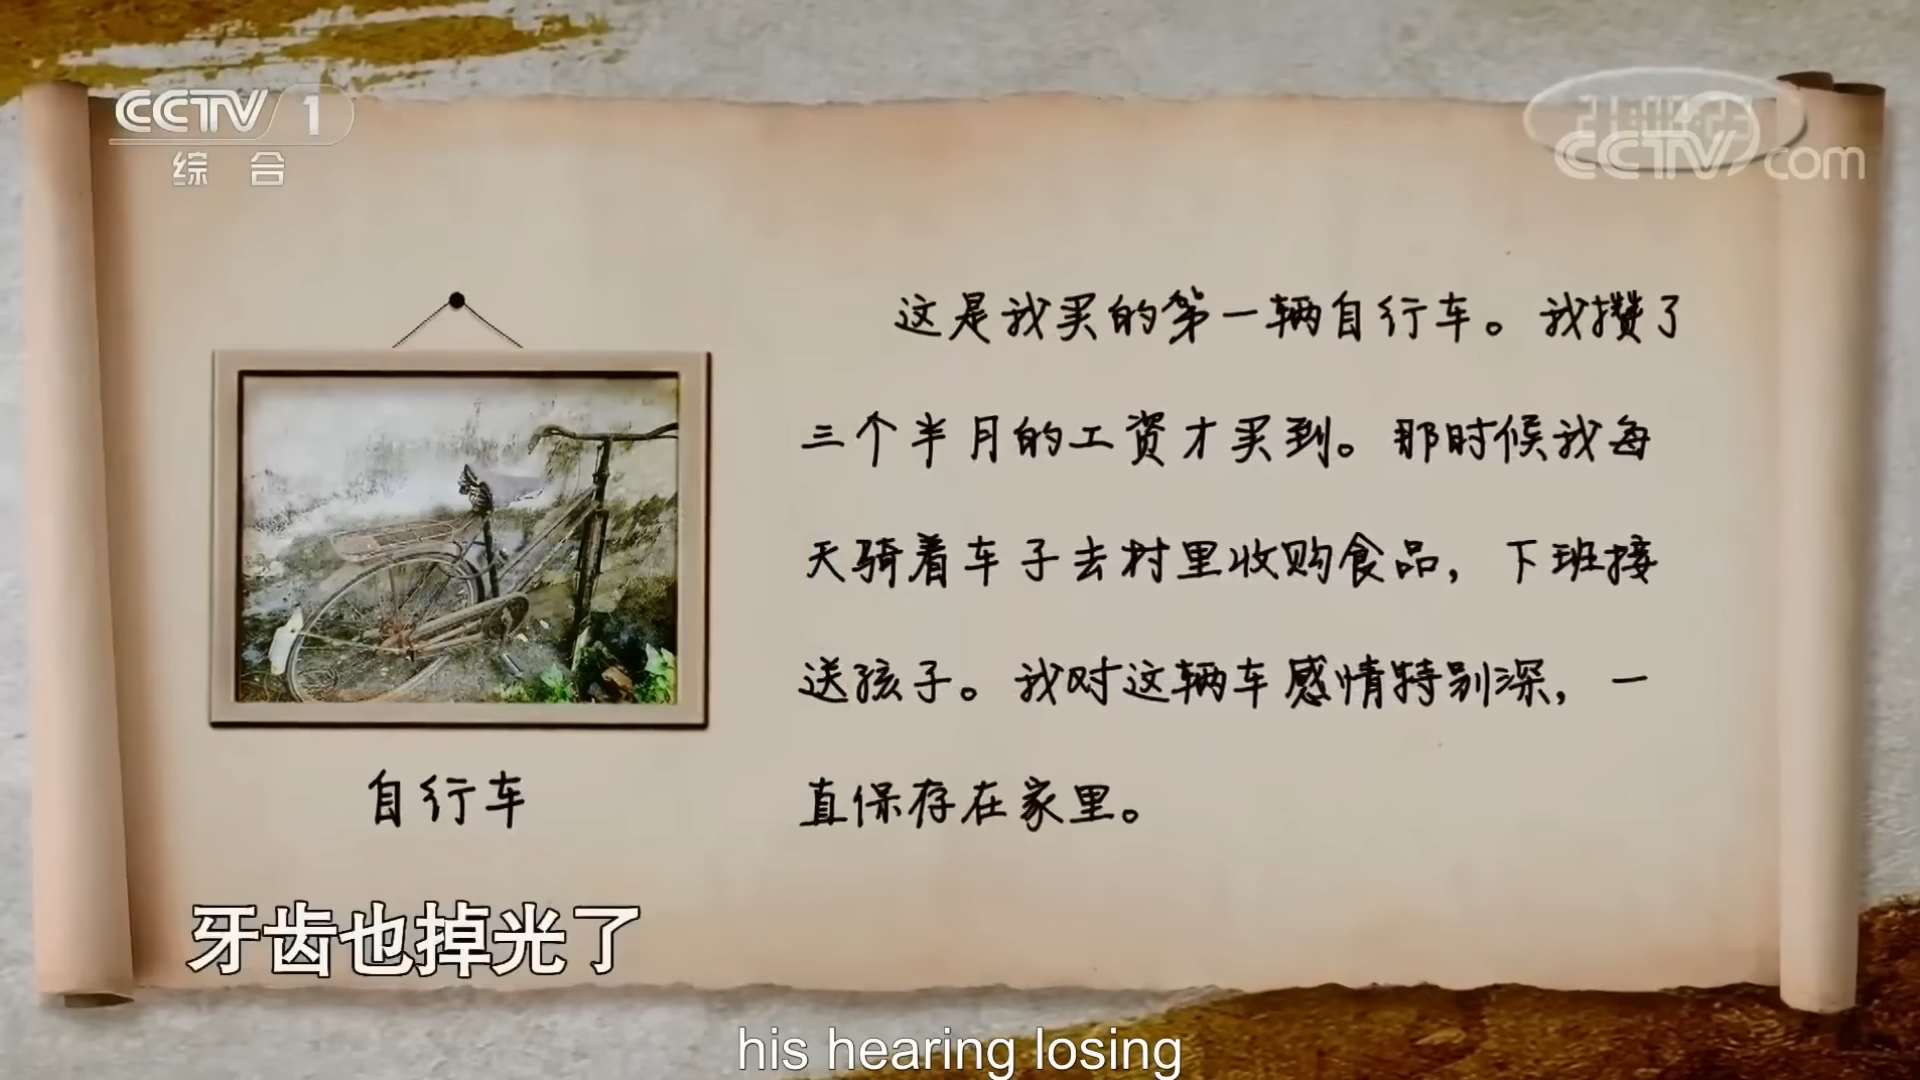 CCTV 1
综合
CCTV com
这是我买的第一辆自行车。我攒了
三个半月的工资才买到。那时候我每
天骑着车子去村里收购食品，下班接
送孩子。我对这辆车感情特别深，一
直保存在家里。
自行车
牙齿也掉光了
his hearing losing